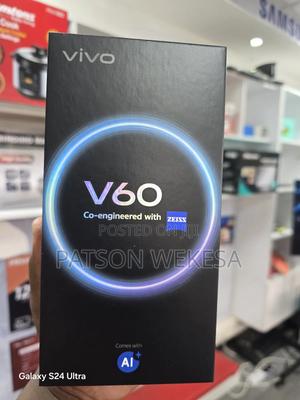 vivo
V60
Co-engineered with ZEISS
POSTED ON Jiji
PATSON WEKESA
Comes with
AI+
Galaxy S24 Ultra
SAMSUNG